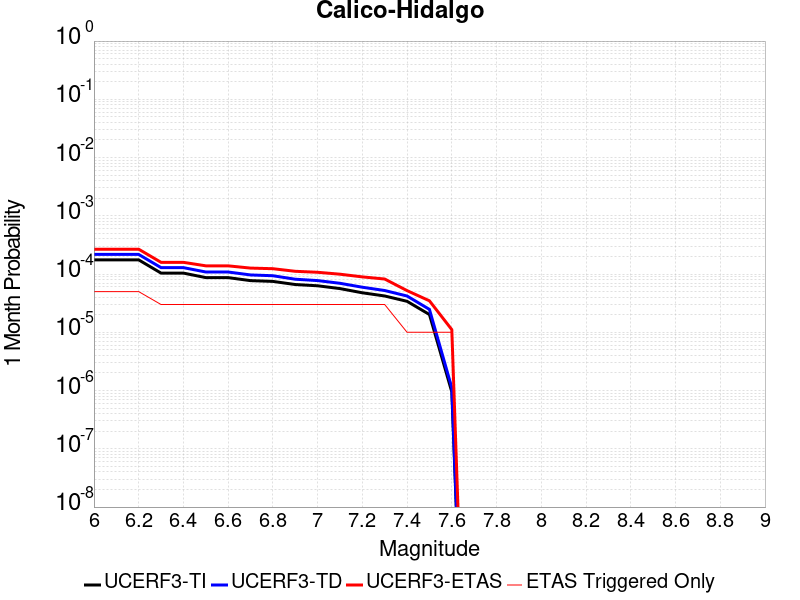 Calico-Hidalgo
10^0
10^-1
10^-2
10^-3
10^-4
10^-5
10^-6
10^-7
10^-8
1 Month Probability
6 6.2 6.4 6.6 6.8 7 7.2 7.4 7.6 7.8 8 8.2 8.4 8.6 8.8 9
Magnitude
UCERF3-TI UCERF3-TD UCERF3-ETAS ETAS Triggered Only